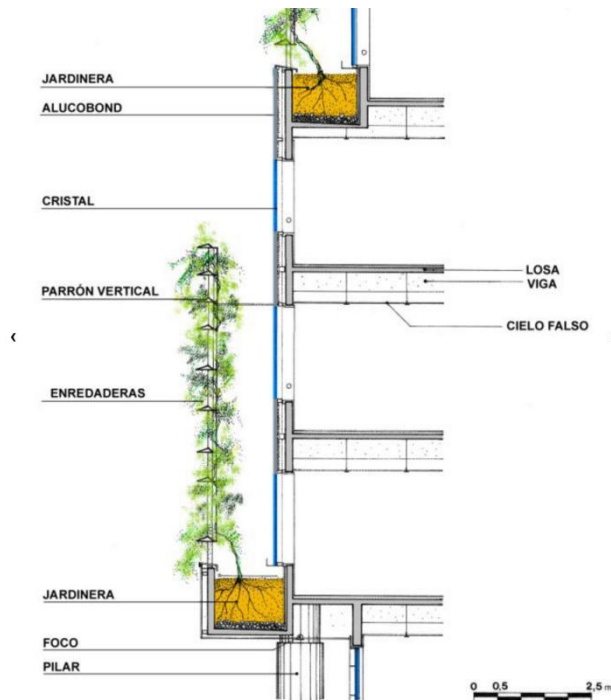 JARDINERA
ALUCOBOND
CRISTAL
LOSA
VIGA
PARRÓN VERTICAL
CIELO FALSO
ENREDADERAS
JARDINERA
FOCO
PILAR
0 0,5 2,5 m